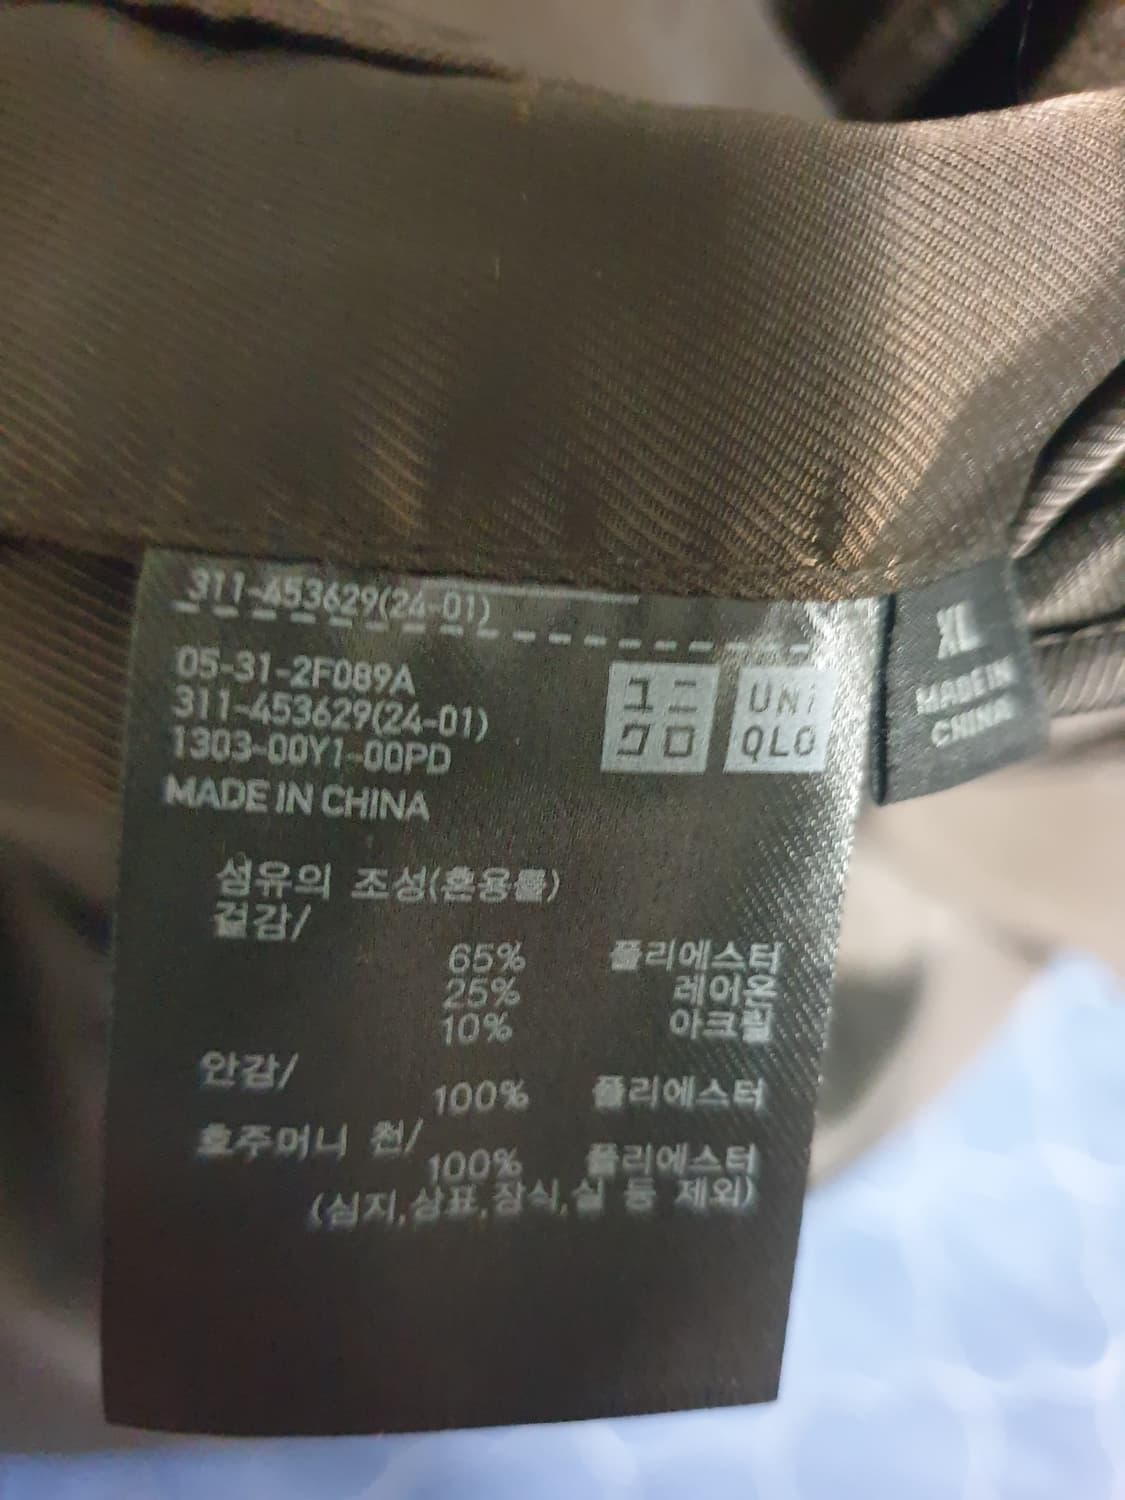 311-453629(24-01)
05-31-2F089A
311-453629(24-01)
1303-00Y1-00PD
MADE IN CHINA
ユニ
クロ
UNI
QLO
XL
MADE IN
CHINA
섬유의 조성(혼용률)
겉감/
65% 폴리에스터
25% 레이온
10% 아크릴
안감/
100% 폴리에스터
호주머니 천/
100% 폴리에스터
(심지,상표,장식,실 등 제외)